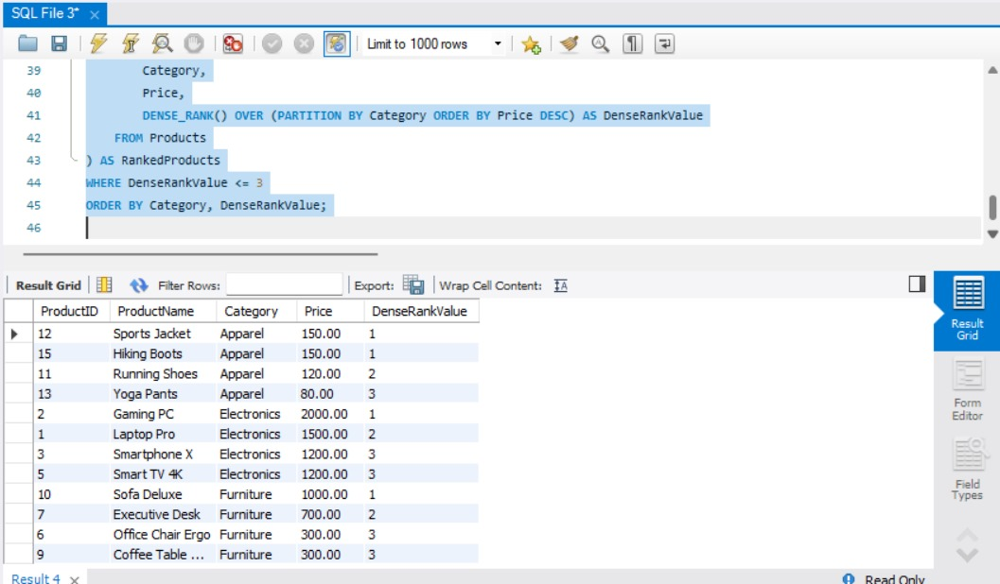 SQL File 3*
Limit to 1000 rows
39 Category,
40 Price,
41 DENSE_RANK() OVER (PARTITION BY Category ORDER BY Price DESC) AS DenseRankValue
42 FROM Products
43 ) AS RankedProducts
44 WHERE DenseRankValue <= 3
45 ORDER BY Category, DenseRankValue;
46
Result Grid Filter Rows: Export: Wrap Cell Content: IA
ProductID ProductName Category Price DenseRankValue
12 Sports Jacket Apparel 150.00 1
15 Hiking Boots Apparel 150.00 1
11 Running Shoes Apparel 120.00 2
13 Yoga Pants Apparel 80.00 3
2 Gaming PC Electronics 2000.00 1
1 Laptop Pro Electronics 1500.00 2
3 Smartphone X Electronics 1200.00 3
5 Smart TV 4K Electronics 1200.00 3
10 Sofa Deluxe Furniture 1000.00 1
7 Executive Desk Furniture 700.00 2
6 Office Chair Ergo Furniture 300.00 3
9 Coffee Table ... Furniture 300.00 3
Result
Grid
Form
Editor
Field
Types
Result 4
Read Only